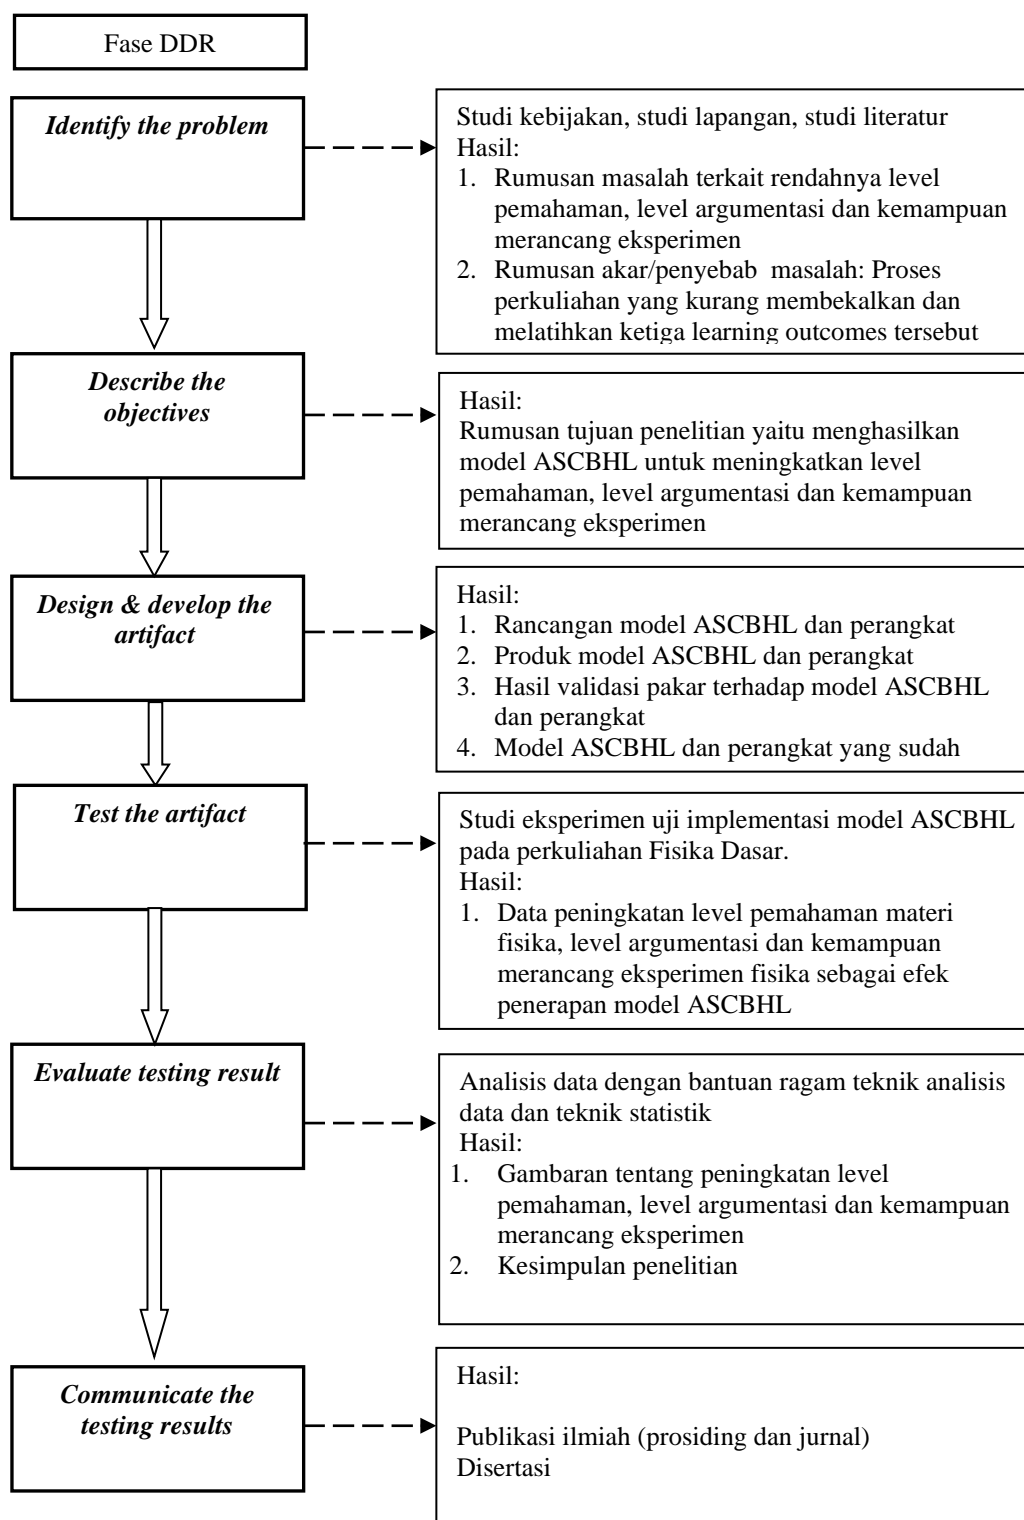 Fase DDR
Identify the problem
Studi kebijakan, studi lapangan, studi literatur
Hasil:
1. Rumusan masalah terkait rendahnya level
pemahaman, level argumentasi dan kemampuan
merancang eksperimen
2. Rumusan akar/penyebab masalah: Proses
perkuliahan yang kurang membekalkan dan
melatihkan ketiga learning outcomes tersebut
Describe the
objectives
Hasil:
Rumusan tujuan penelitian yaitu menghasilkan
model ASCBHL untuk meningkatkan level
pemahaman, level argumentasi dan kemampuan
merancang eksperimen
Design & develop the
artifact
Hasil:
1. Rancangan model ASCBHL dan perangkat
2. Produk model ASCBHL dan perangkat
3. Hasil validasi pakar terhadap model ASCBHL
dan perangkat
4. Model ASCBHL dan perangkat yang sudah
Test the artifact
Studi eksperimen uji implementasi model ASCBHL
pada perkuliahan Fisika Dasar.
Hasil:
1. Data peningkatan level pemahaman materi
fisika, level argumentasi dan kemampuan
merancang eksperimen fisika sebagai efek
penerapan model ASCBHL
Evaluate testing result
Analisis data dengan bantuan ragam teknik analisis
data dan teknik statistik
Hasil:
1. Gambaran tentang peningkatan level
pemahaman, level argumentasi dan kemampuan
merancang eksperimen
2. Kesimpulan penelitian
Communicate the
testing results
Hasil:
Publikasi ilmiah (prosiding dan jurnal)
Disertasi